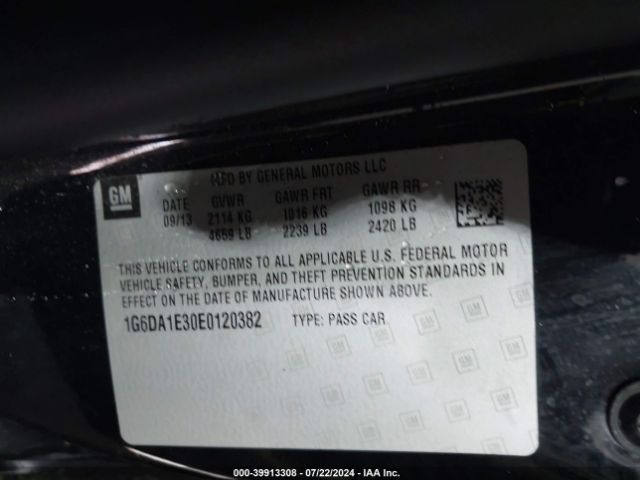 MFD BY GENERAL MOTORS LLC
GM
DATE GVWR GAWR FRT GAWR RR
09/13 2114 KG 1016 KG 1098 KG
4659 LB 2239 LB 2420 LB
THIS VEHICLE CONFORMS TO ALL APPLICABLE U.S. FEDERAL MOTOR
VEHICLE SAFETY, BUMPER, AND THEFT PREVENTION STANDARDS IN
EFFECT ON THE DATE OF MANUFACTURE SHOWN ABOVE.
1G6DA1E30E0120382 TYPE: PASS CAR
000-39913308 / 07/22/2024 - IAA Inc.